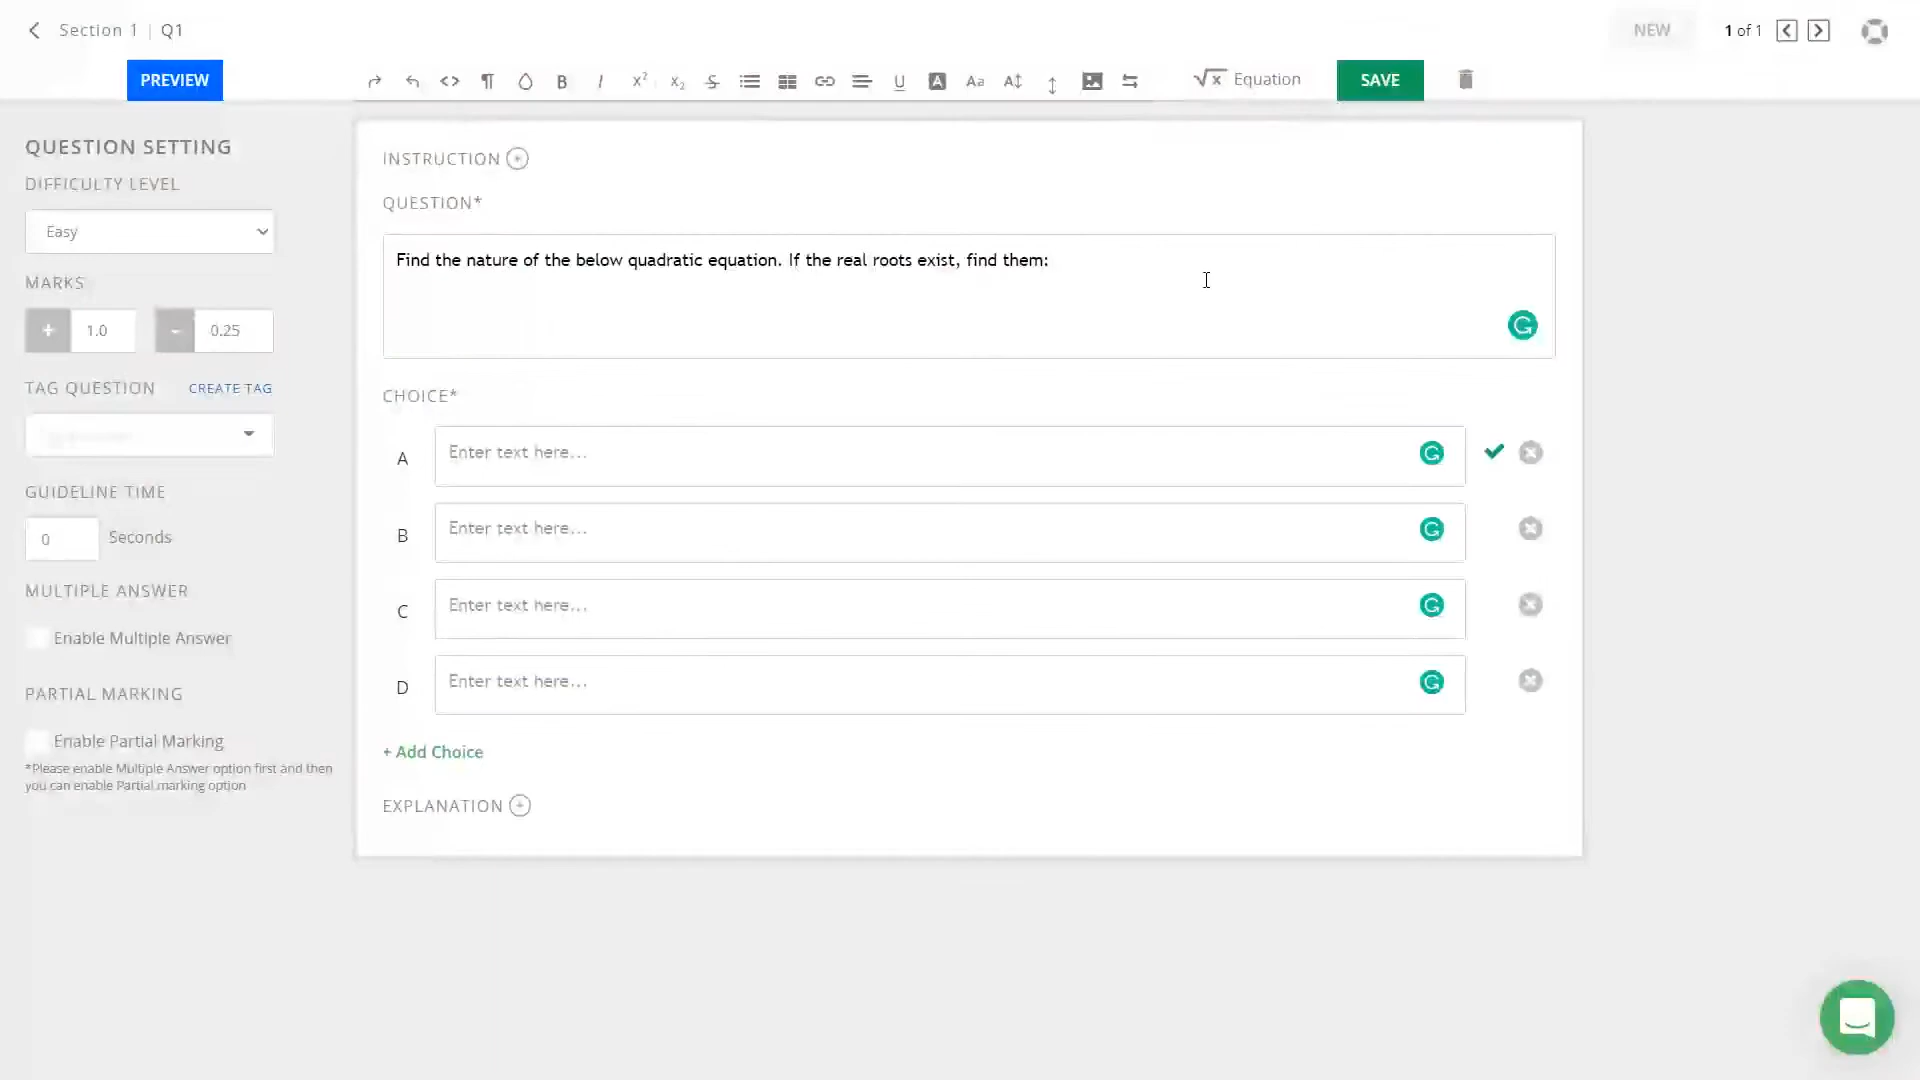 Section 1 | Q1
NEW
1 of 1
PREVIEW
B I x² x₂ S U A Aa A
√x Equation
SAVE
QUESTION SETTING
DIFFICULTY LEVEL
Easy
MARKS
+ 1.0 - 0.25
TAG QUESTION CREATE TAG
GUIDELINE TIME
0 Seconds
MULTIPLE ANSWER
Enable Multiple Answer
PARTIAL MARKING
Enable Partial Marking
*Please enable Multiple Answer option first and then
you can enable Partial marking option
INSTRUCTION +
QUESTION*
Find the nature of the below quadratic equation. If the real roots exist, find them:
CHOICE*
A Enter text here...
B Enter text here...
C Enter text here...
D Enter text here...
+ Add Choice
EXPLANATION +